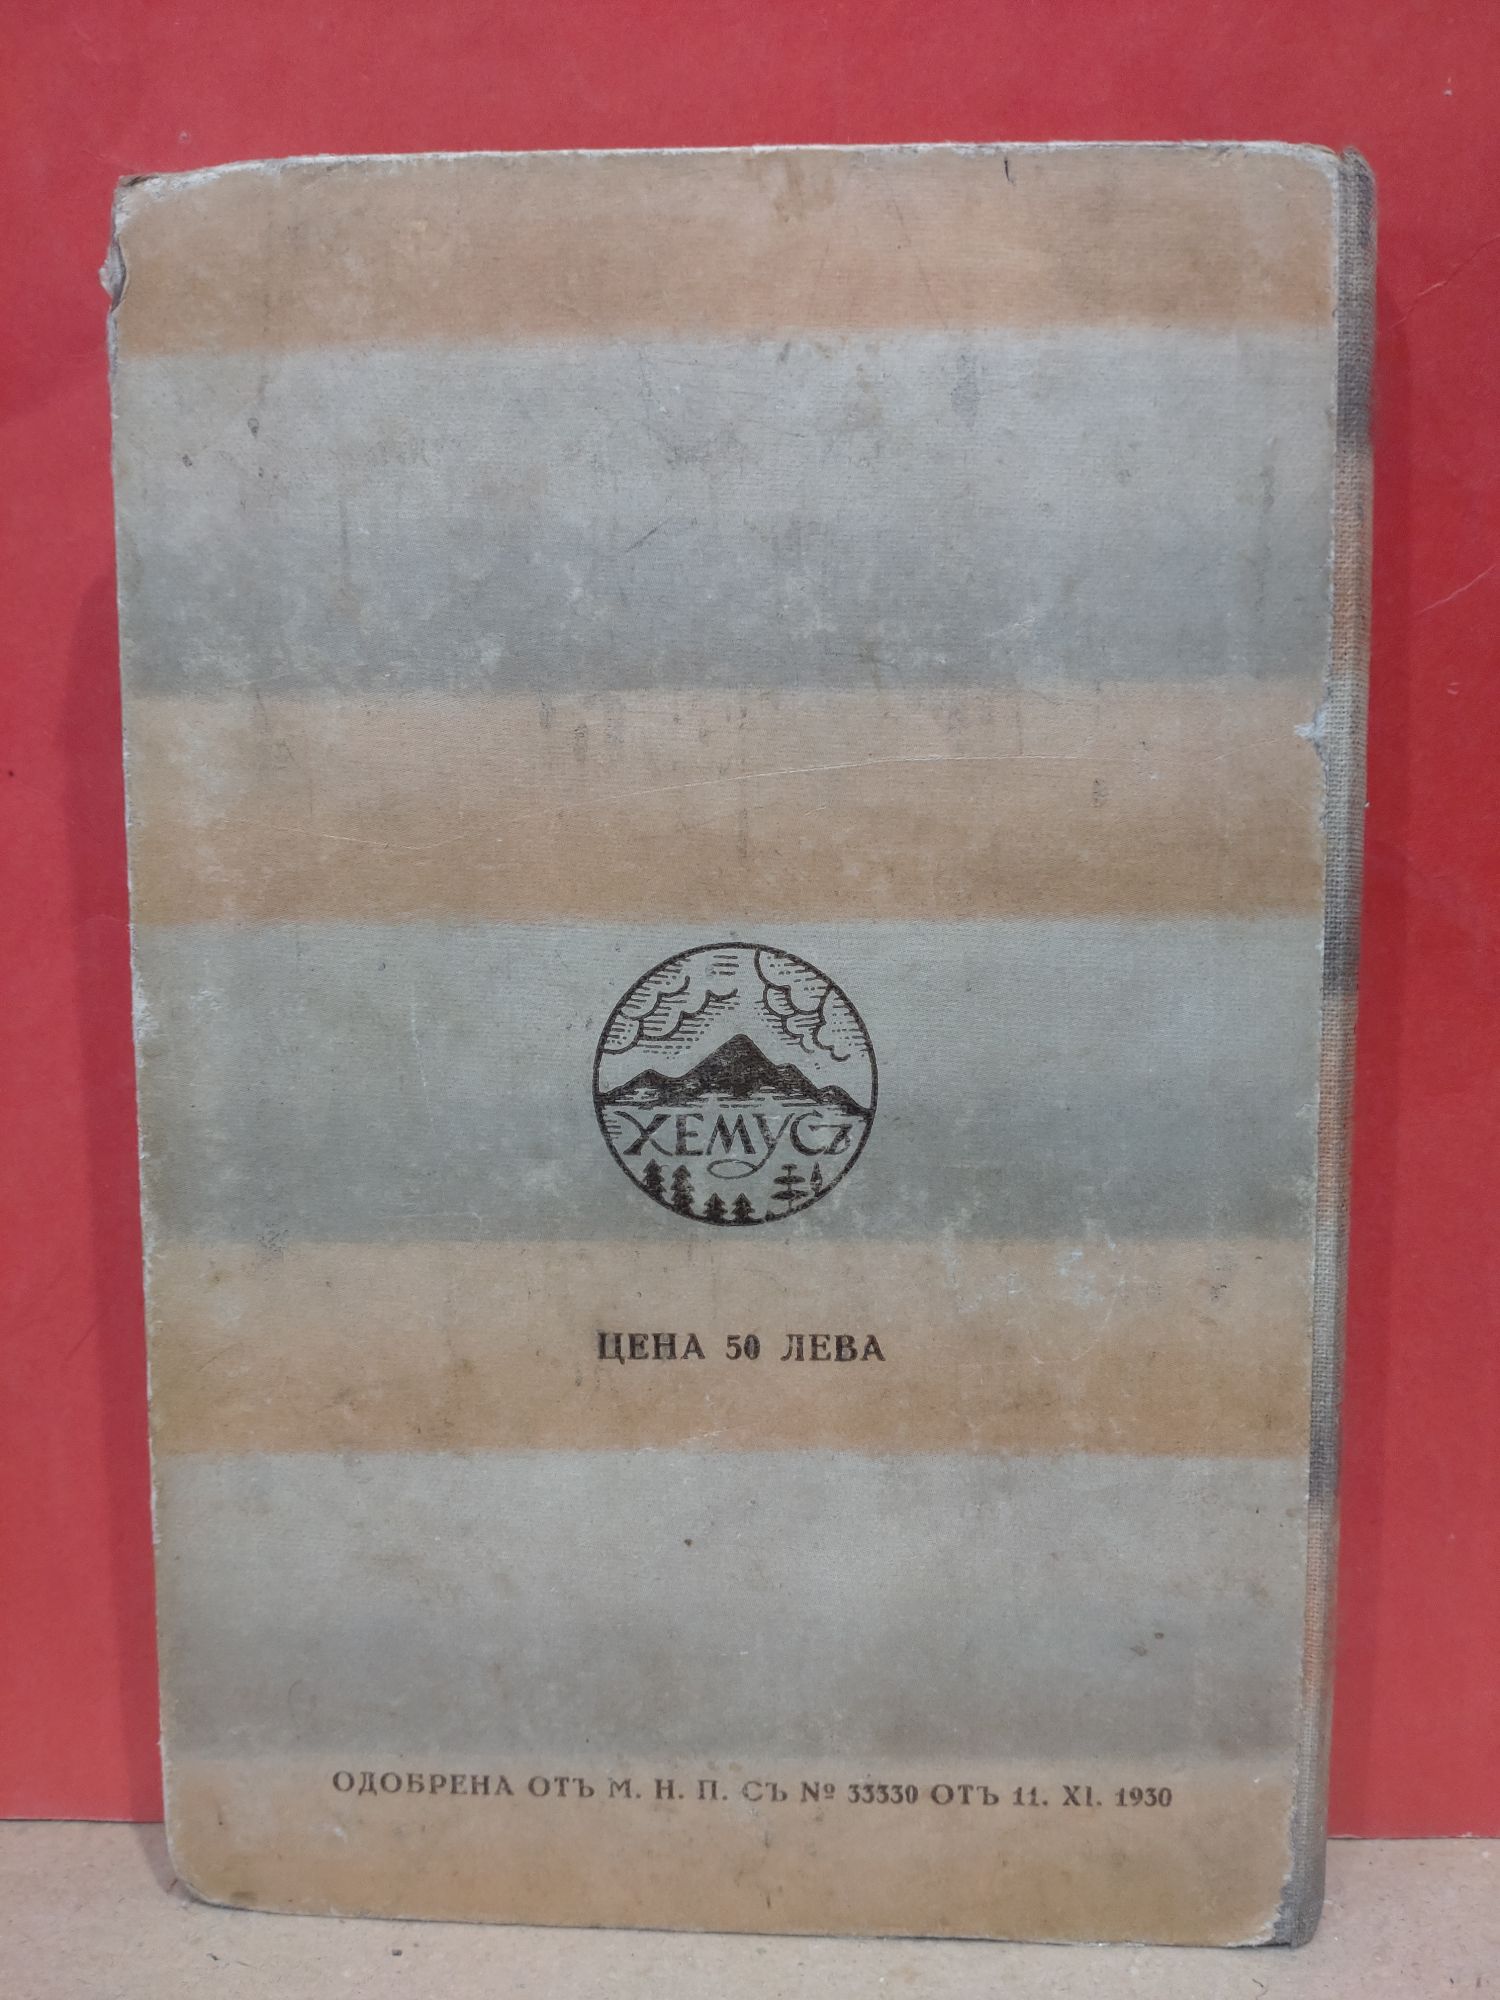 ХЕМУСЪ
ЦЕНА 50 ЛЕВА
ОДОБРЕНА ОТЪ М. Н. П. СЪ № 33330 ОТЪ 11. XI. 1930